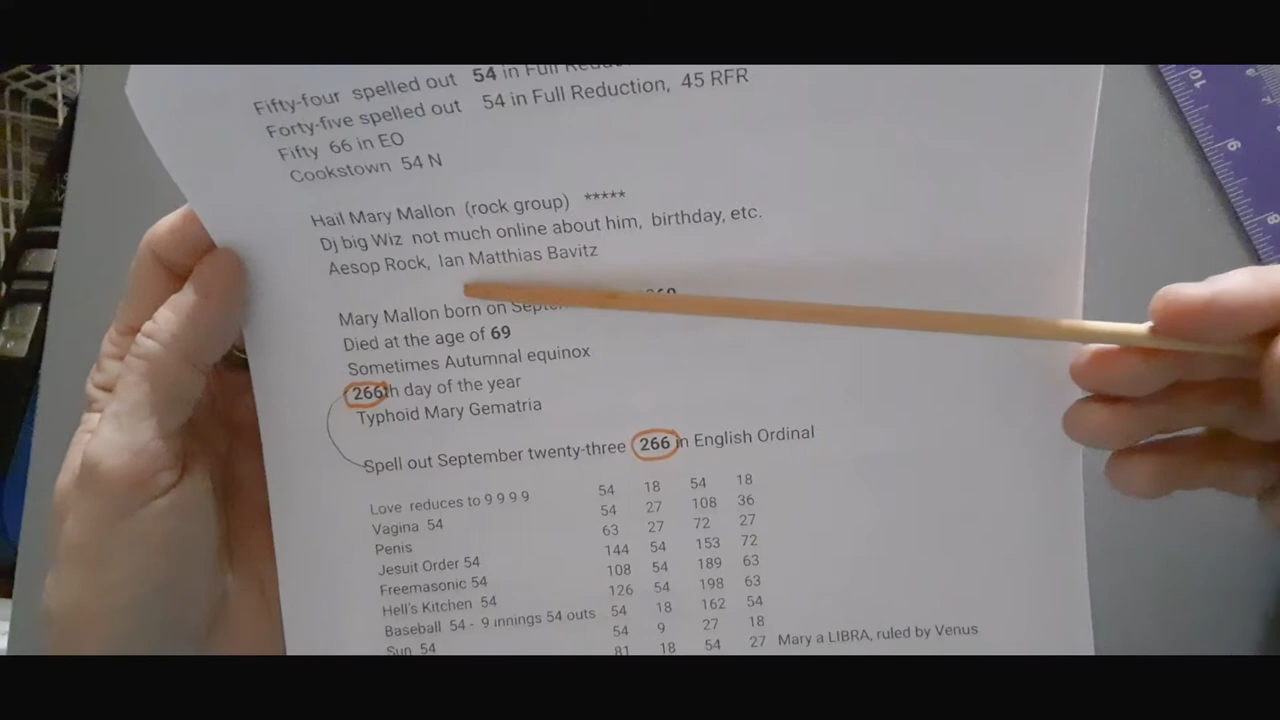 Fifty-four spelled out 54 in Full
Forty-five spelled out 54 in Full Reduction, 45 RFR
Fifty 66 in EO
Cookstown 54 N
Hail Mary Mallon (rock group) *****
Dj big Wiz not much online about him, birthday, etc.
Aesop Rock, Ian Matthias Bavitz
Mary Mallon born on
Died at the age of 69
Sometimes Autumnal equinox
266th day of the year
Typhoid Mary Gematria
Spell out September twenty-three 266 in English Ordinal
Love reduces to 9 9 9 9 54 18 54 18
Vagina 54 54 27 108 36
Penis 63 27 72 27
Jesuit Order 54 144 54 153 72
Freemasonic 54 108 54 189 63
Hell's Kitchen 54 126 54 198 63
Baseball 54 - 9 innings 54 outs 54 18 162 54
Sun 54 54 9 27 18
81 18 54 27 Mary a LIBRA, ruled by Venus
10
9
8